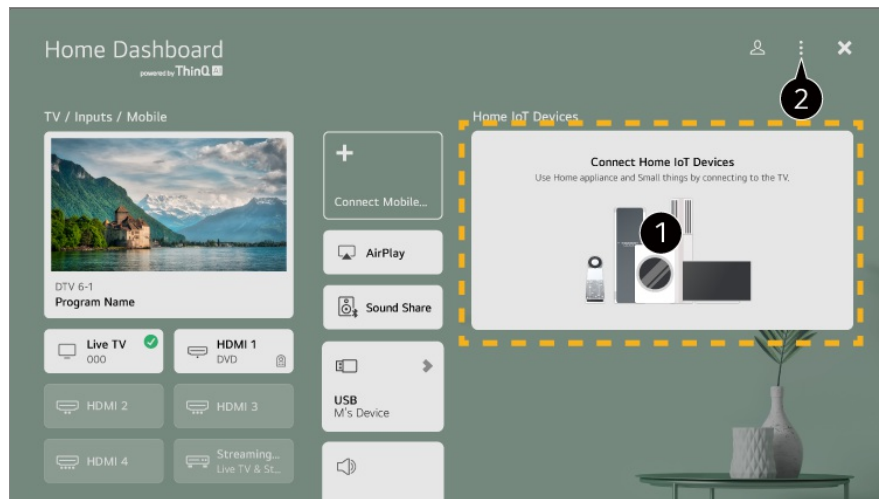 Home Dashboard
powered by ThinQ AI
2
TV / Inputs / Mobile
Home IoT Devices
DTV 6-1
Program Name
Live TV
000
HDMI 1
DVD
HDMI 2
HDMI 3
HDMI 4
Streaming...
Live TV & St...
+
Connect Mobile...
AirPlay
Sound Share
USB
M's Device
Connect Home IoT Devices
Use Home appliance and Small things by connecting to the TV.
1